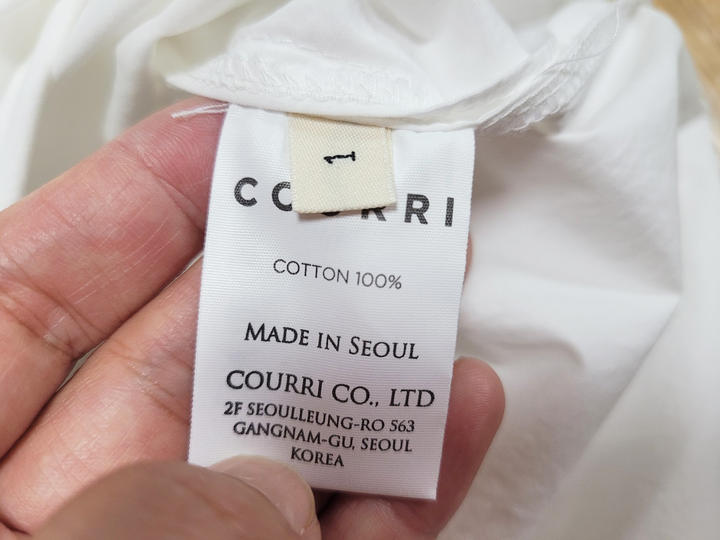 1
COURRI
COTTON 100%
MADE IN SEOUL
COURRI CO., LTD
2F SEOULLEUNG-RO 563
GANGNAM-GU, SEOUL
KOREA